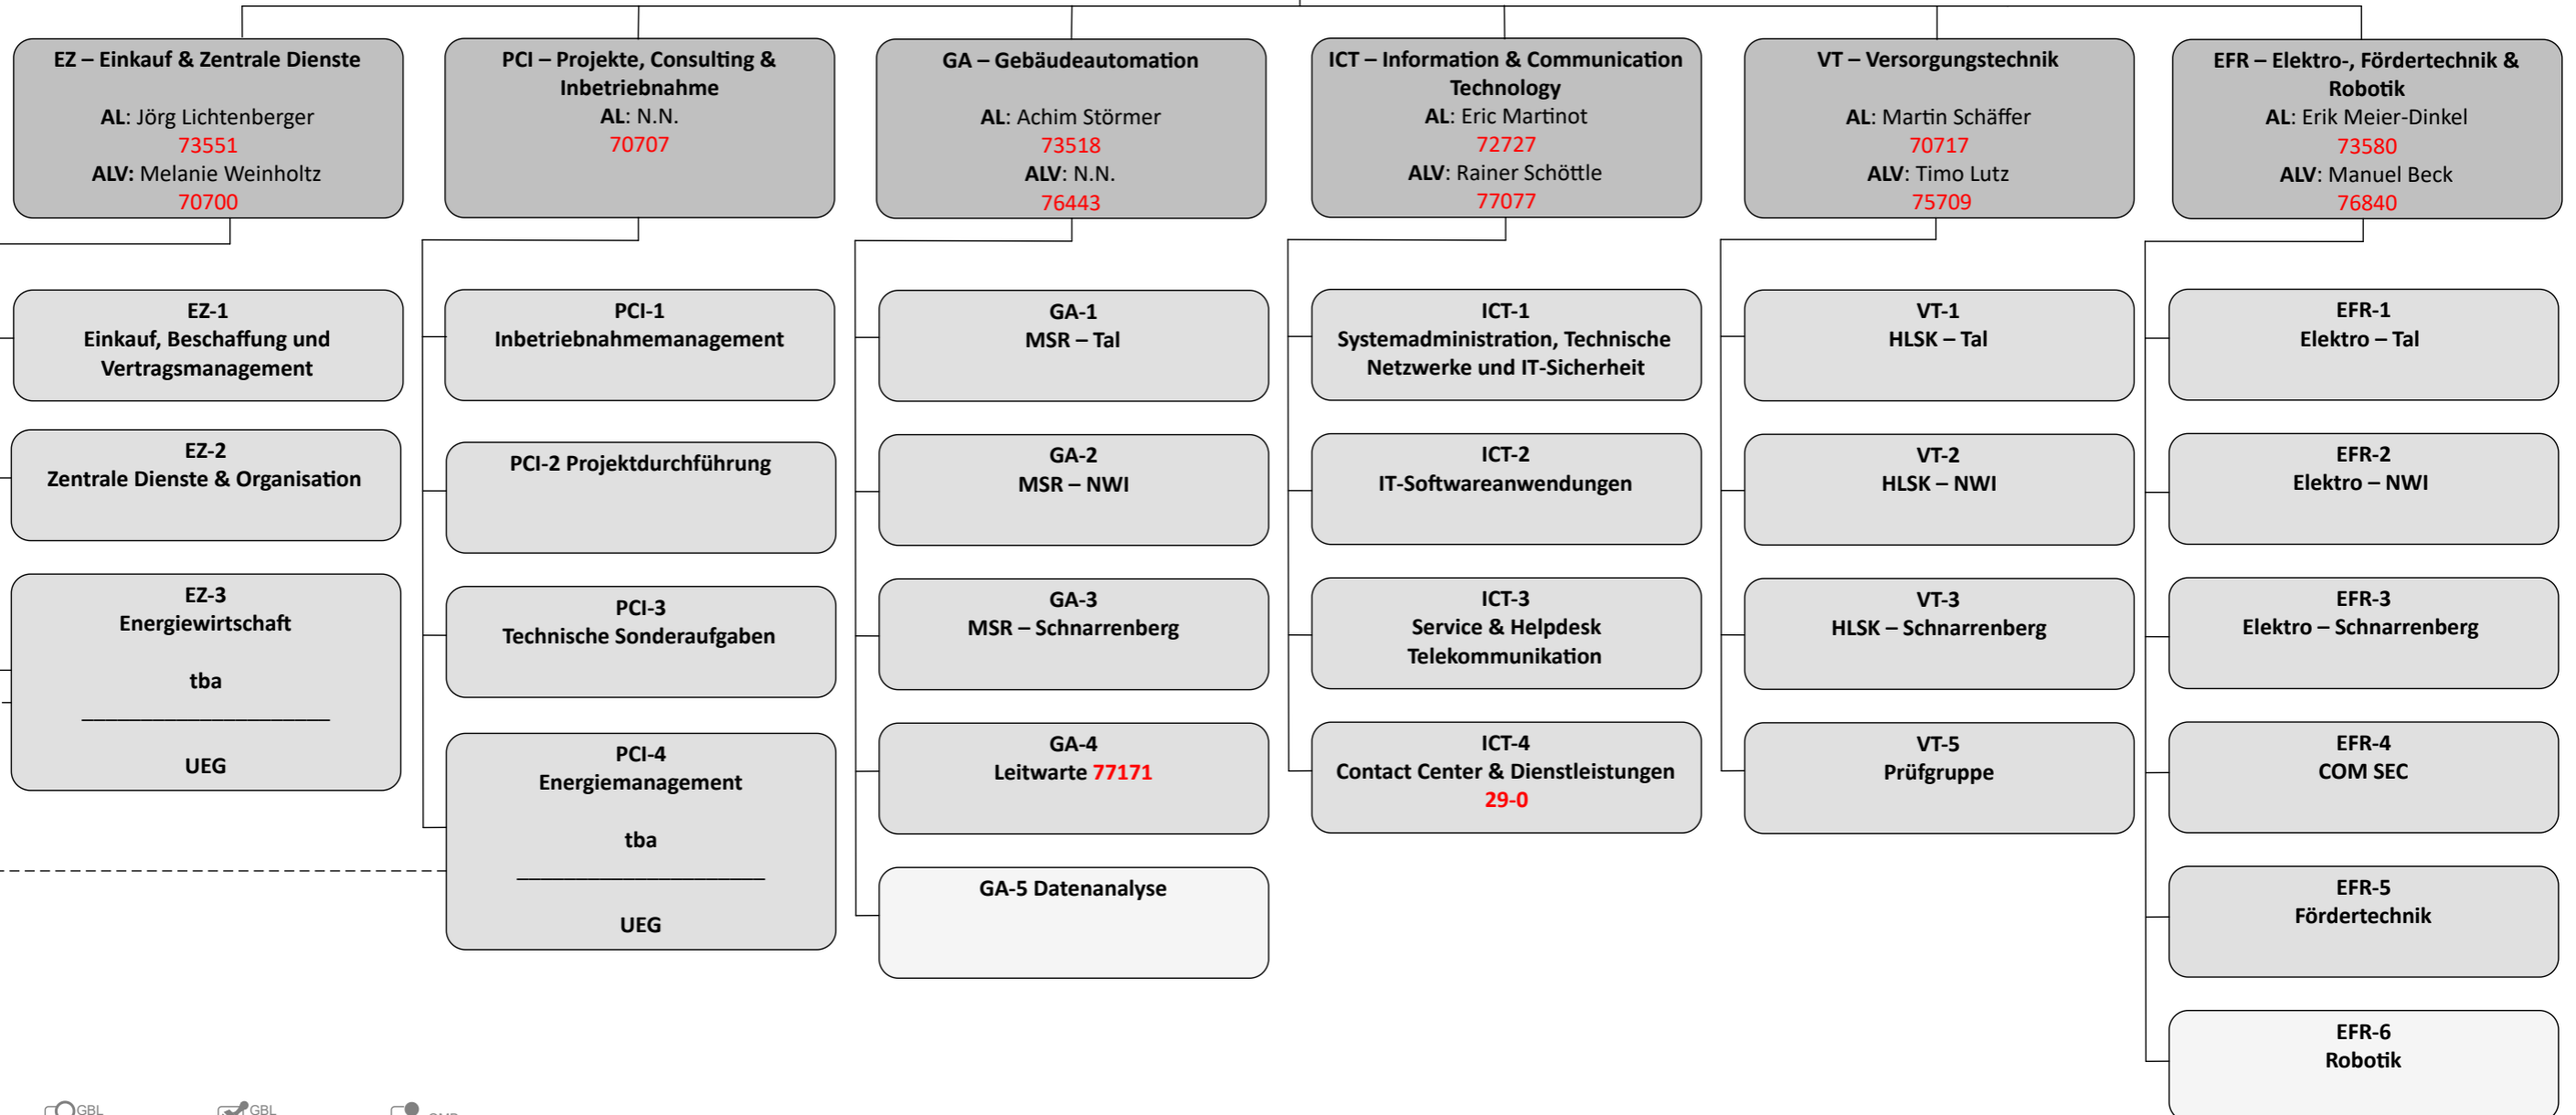 EZ – Einkauf & Zentrale Dienste
AL: Jörg Lichtenberger
73551
ALV: Melanie Weinholtz
70700
EZ-1
Einkauf, Beschaffung und
Vertragsmanagement
EZ-2
Zentrale Dienste & Organisation
EZ-3
Energiewirtschaft
tba
UEG
PCI – Projekte, Consulting &
Inbetriebnahme
AL: N.N.
70707
PCI-1
Inbetriebnahmemanagement
PCI-2 Projektdurchführung
PCI-3
Technische Sonderaufgaben
PCI-4
Energiemanagement
tba
UEG
GA – Gebäudeautomation
AL: Achim Störmer
73518
ALV: N.N.
76443
GA-1
MSR – Tal
GA-2
MSR – NWI
GA-3
MSR – Schnarrenberg
GA-4
Leitwarte 77171
GA-5 Datenanalyse
ICT – Information & Communication
Technology
AL: Eric Martinot
72727
ALV: Rainer Schöttle
77077
ICT-1
Systemadministration, Technische
Netzwerke und IT-Sicherheit
ICT-2
IT-Softwareanwendungen
ICT-3
Service & Helpdesk
Telekommunikation
ICT-4
Contact Center & Dienstleistungen
29-0
VT – Versorgungstechnik
AL: Martin Schäffer
70717
ALV: Timo Lutz
75709
VT-1
HLSK – Tal
VT-2
HLSK – NWI
VT-3
HLSK – Schnarrenberg
VT-5
Prüfgruppe
EFR – Elektro-, Fördertechnik &
Robotik
AL: Erik Meier-Dinkel
73580
ALV: Manuel Beck
76840
EFR-1
Elektro – Tal
EFR-2
Elektro – NWI
EFR-3
Elektro – Schnarrenberg
EFR-4
COM SEC
EFR-5
Fördertechnik
EFR-6
Robotik
GBL
GBL